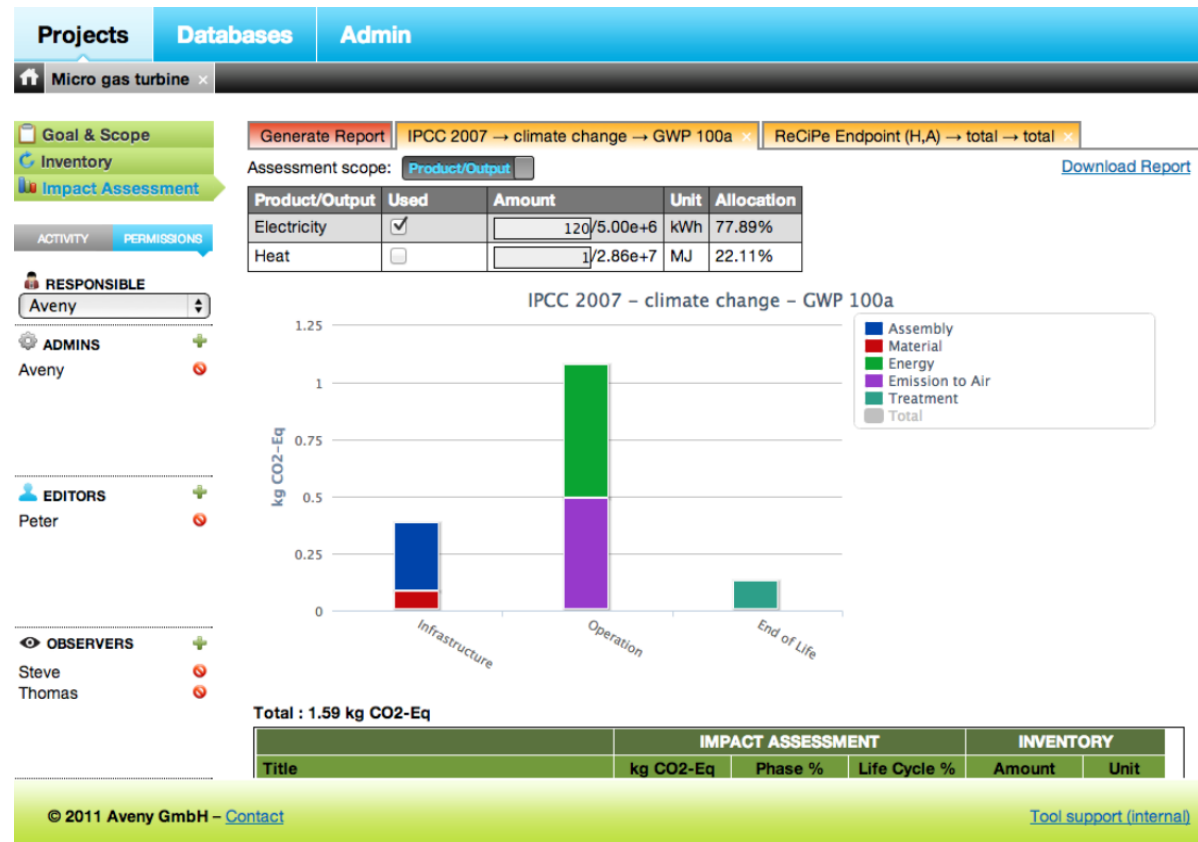 Projects Databases Admin
Micro gas turbine ×
Goal & Scope
Inventory
Impact Assessment
ACTIVITY PERMISSIONS
RESPONSIBLE
Aveny
ADMINS
Aveny
EDITORS
Peter
OBSERVERS
Steve
Thomas
Generate Report IPCC 2007 → climate change → GWP 100a × ReCiPe Endpoint (H,A) → total → total ×
Assessment scope: Product/Output Download Report
Product/Output Used Amount Unit Allocation
Electricity 120/5.00e+6 kWh 77.89%
Heat 1/2.86e+7 MJ 22.11%
IPCC 2007 – climate change – GWP 100a
1.25
1
0.75
0.5
0.25
0
kg CO2-Eq
Infrastructure Operation End of Life
Assembly
Material
Energy
Emission to Air
Treatment
Total
Total : 1.59 kg CO2-Eq
IMPACT ASSESSMENT INVENTORY
Title kg CO2-Eq Phase % Life Cycle % Amount Unit
© 2011 Aveny GmbH – Contact Tool support (internal)